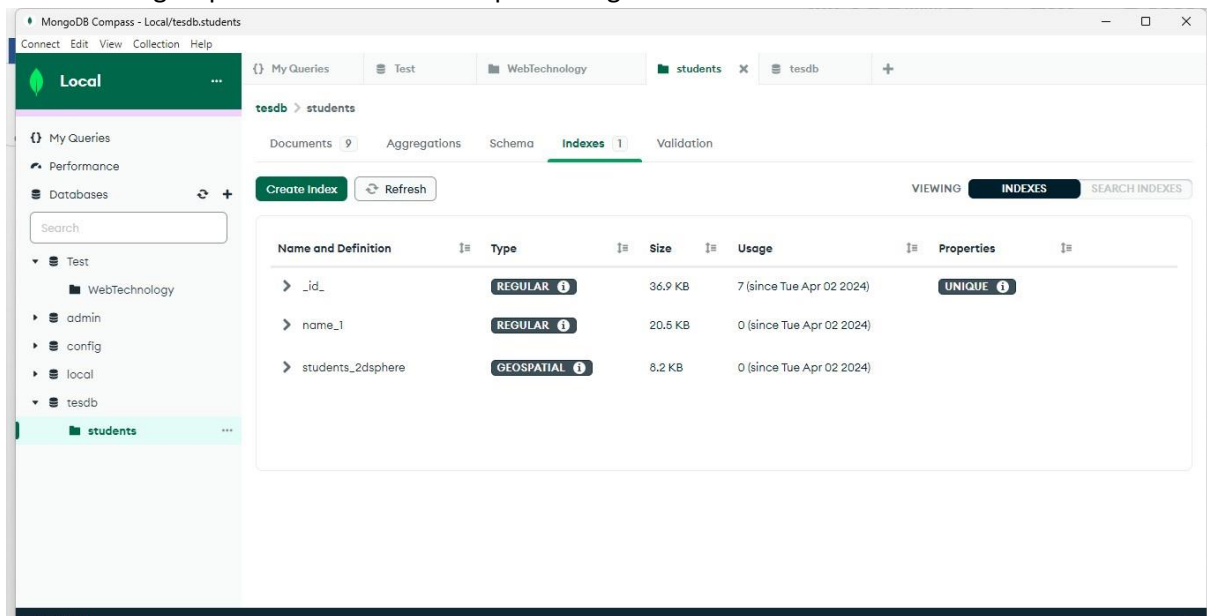 MongoDB Compass - Local/tesdb.students
Connect Edit View Collection Help
Local ...
{} My Queries
Performance
Databases
Search
Test
WebTechnology
admin
config
local
tesdb
students ...
{} My Queries Test WebTechnology students tesdb
tesdb > students
Documents 9 Aggregations Schema Indexes 1 Validation
Create Index Refresh VIEWING INDEXES SEARCH INDEXES
Name and Definition Type Size Usage Properties
_id_ REGULAR 36.9 KB 7 (since Tue Apr 02 2024) UNIQUE
name_1 REGULAR 20.5 KB 0 (since Tue Apr 02 2024)
students_2dsphere GEOSPATIAL 8.2 KB 0 (since Tue Apr 02 2024)